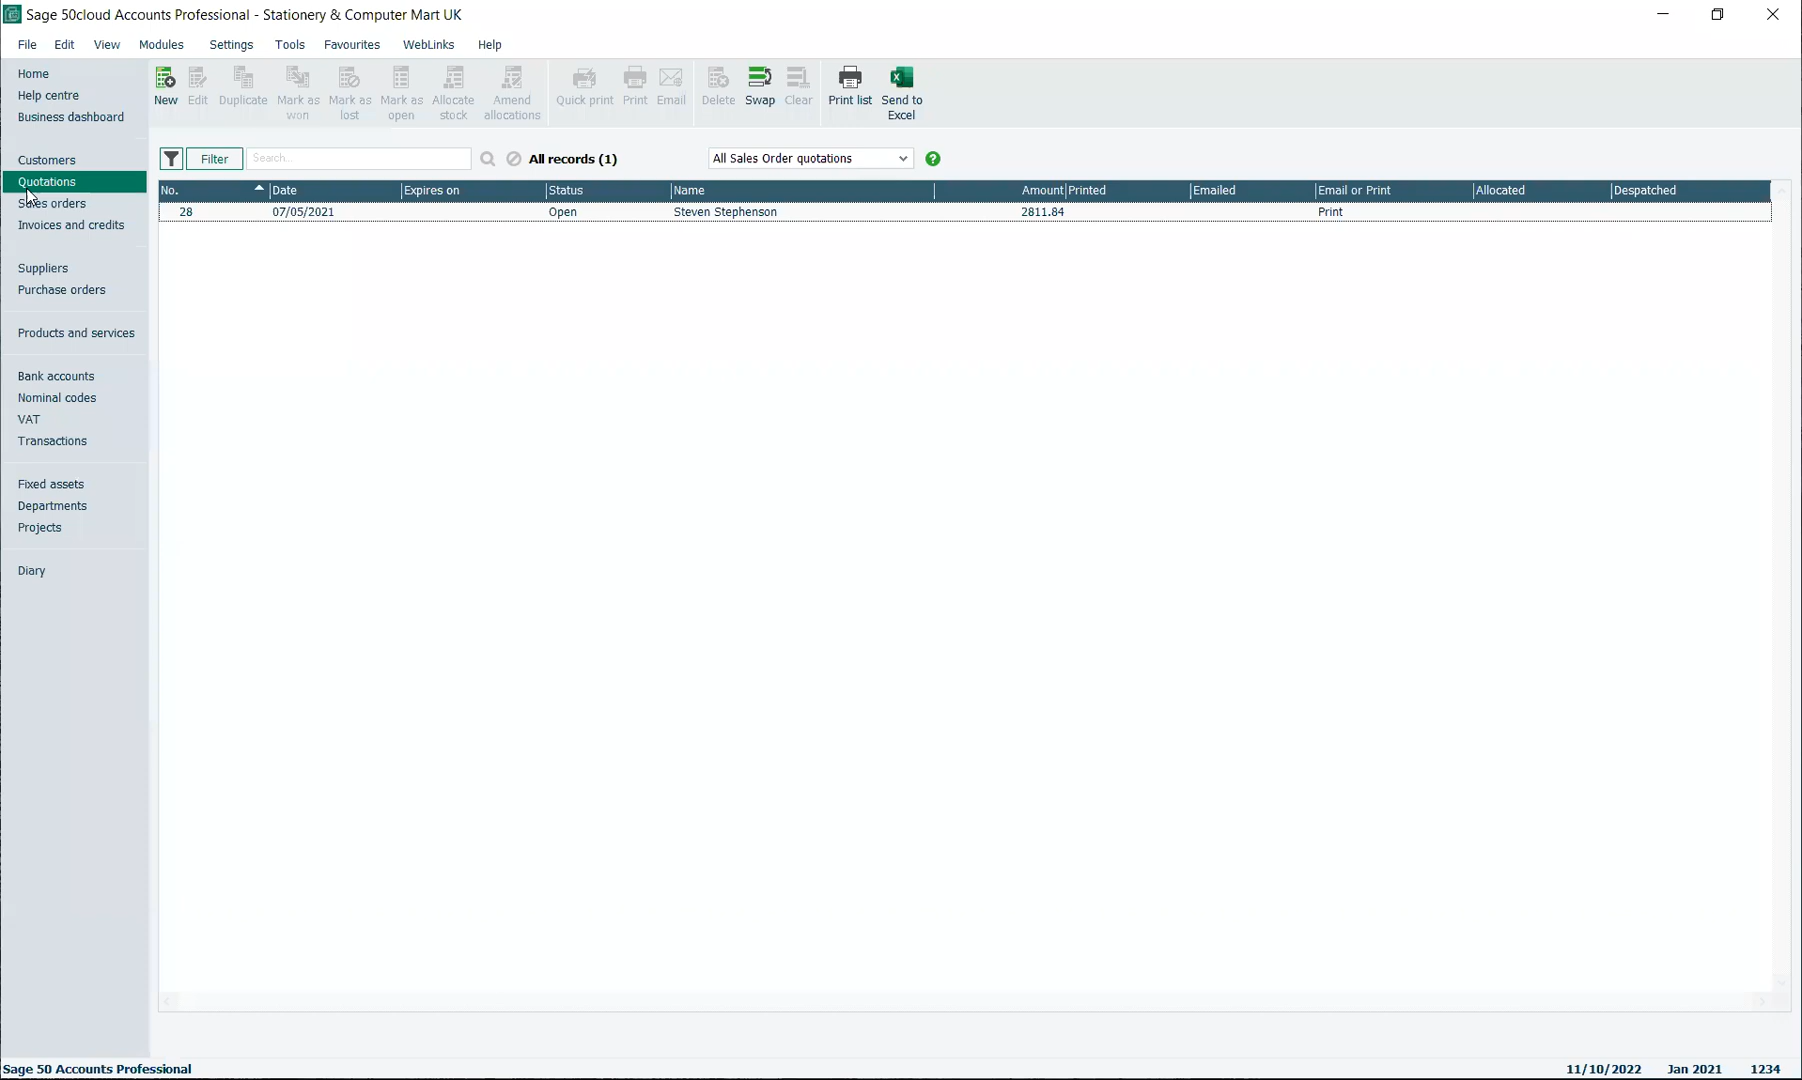 Sage 50cloud Accounts Professional - Stationery & Computer Mart UK
File Edit View Modules Settings Tools Favourites WebLinks Help
Home
Help centre
Business dashboard
Customers
Quotations
Sales orders
Invoices and credits
Suppliers
Purchase orders
Products and services
Bank accounts
Nominal codes
VAT
Transactions
Fixed assets
Departments
Projects
Diary
New Edit Duplicate Mark as won Mark as lost Mark as open Allocate stock Amend allocations Quick print Print Email Delete Swap Clear Print list Send to Excel
Filter Search... All records (1) All Sales Order quotations ?
No. Date Expires on Status Name Amount Printed Emailed Email or Print Allocated Despatched
28 07/05/2021 Open Steven Stephenson 2811.84 Print
Sage 50 Accounts Professional 11/10/2022 Jan 2021 1234